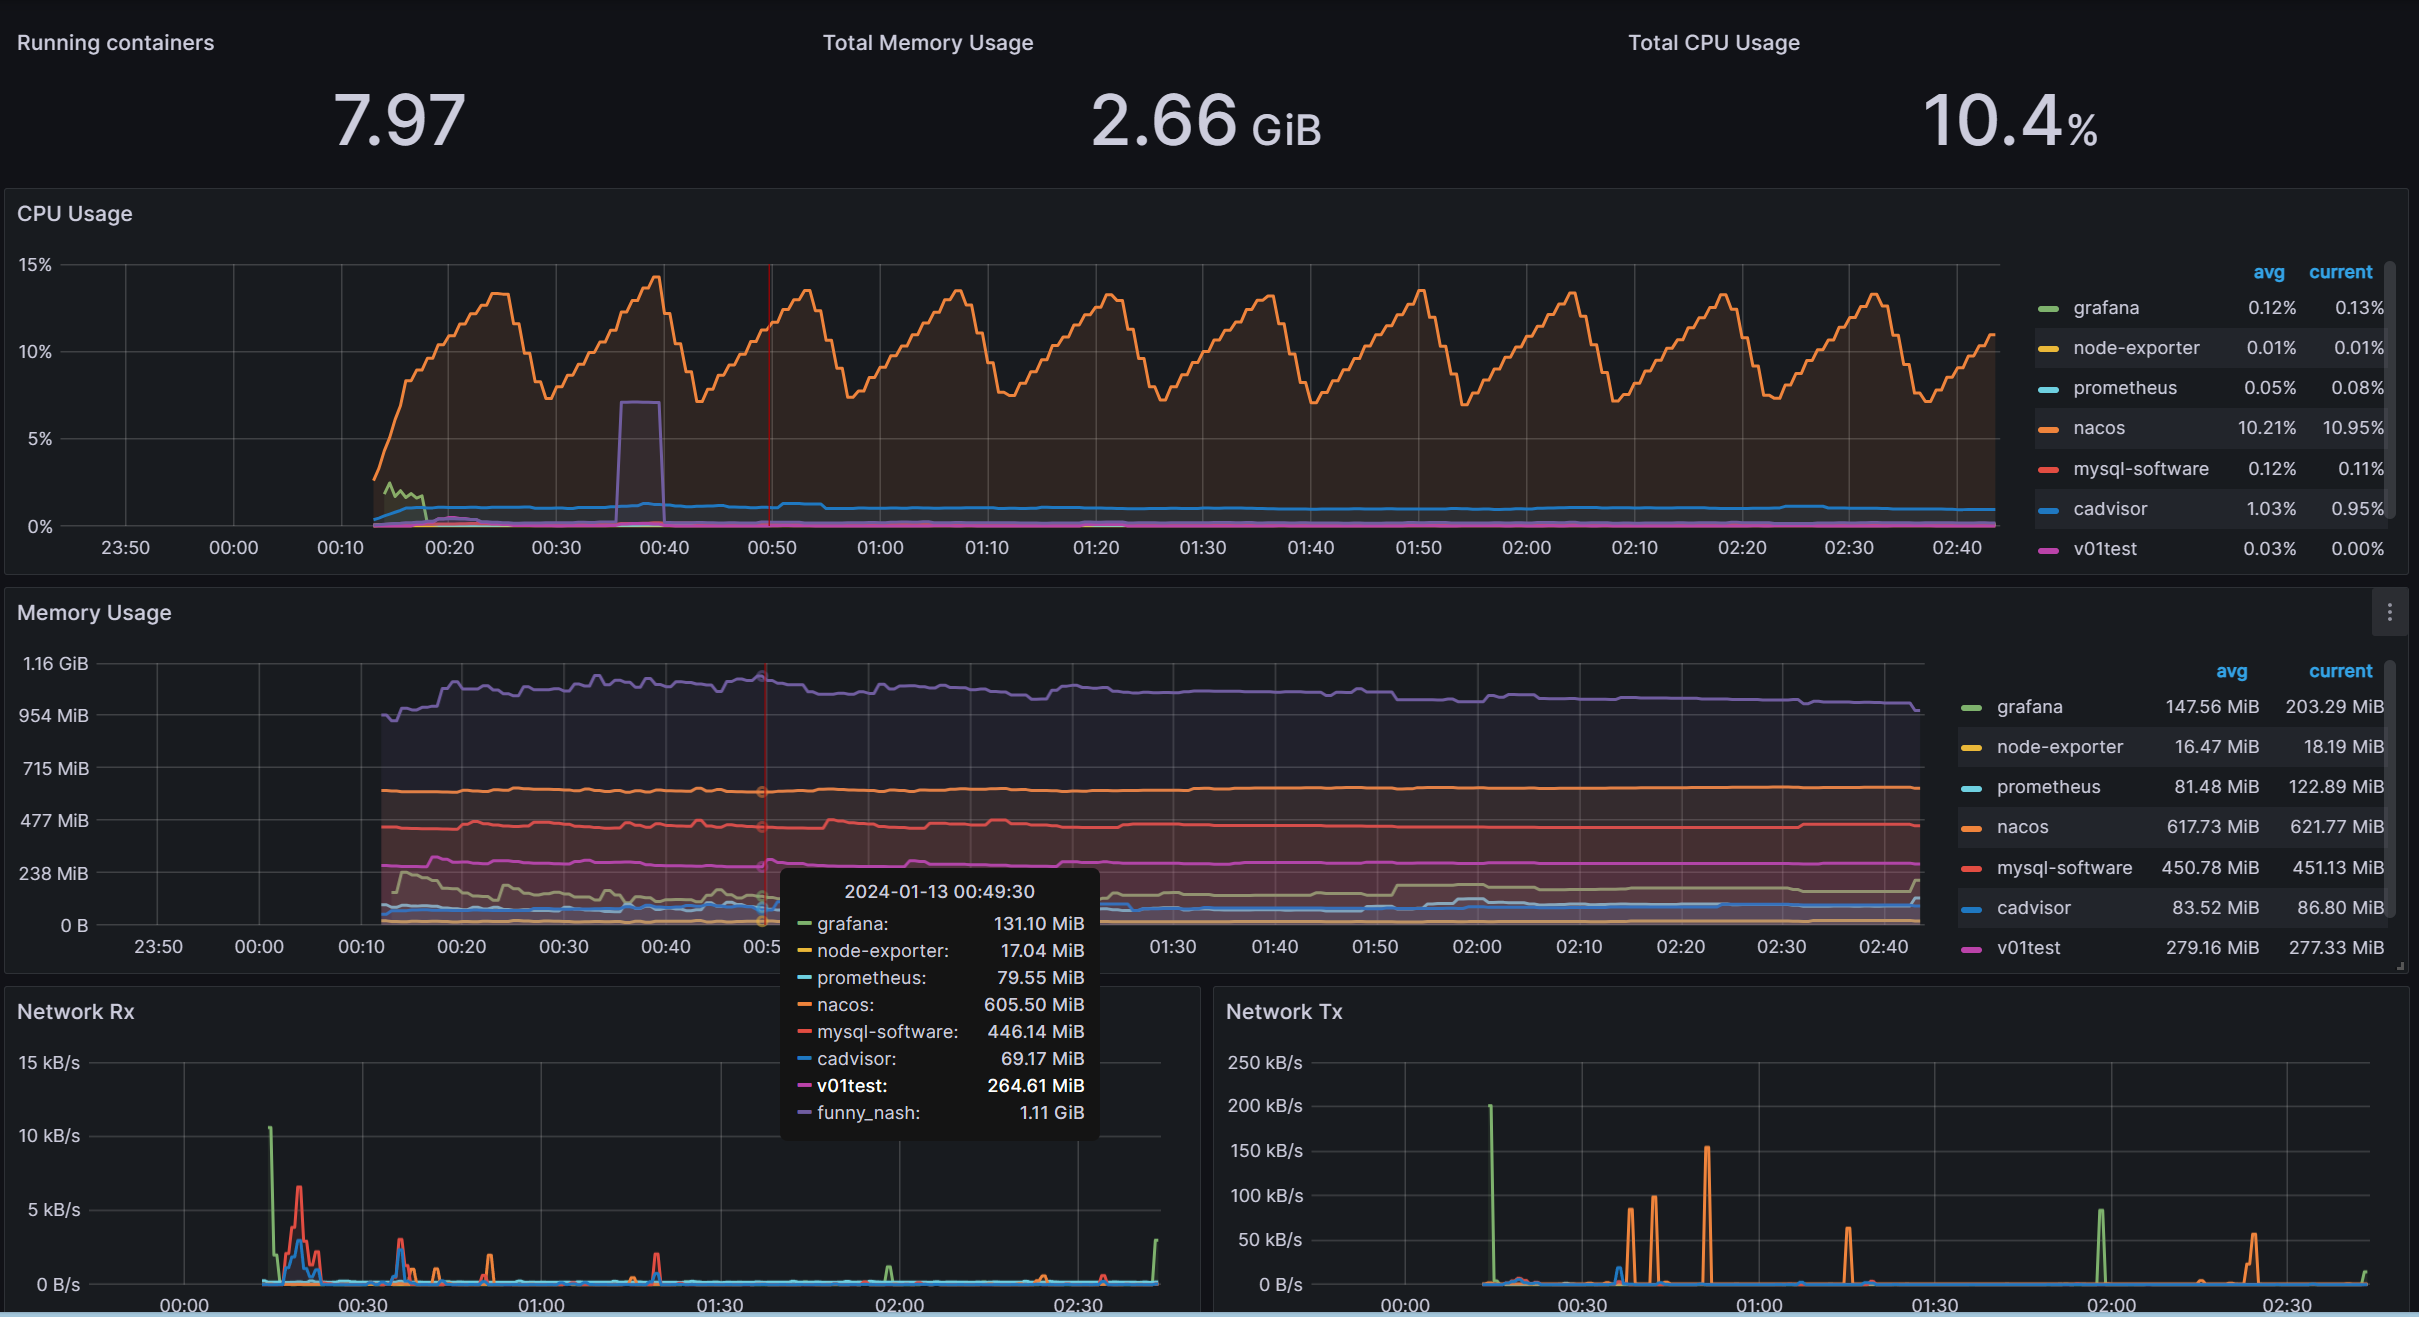 Running containers
Total Memory Usage
Total CPU Usage
7.97
2.66 GiB
10.4%
CPU Usage
15%
10%
5%
0%
23:50 00:00 00:10 00:20 00:30 00:40 00:50 01:00 01:10 01:20 01:30 01:40 01:50 02:00 02:10 02:20 02:30 02:40
avg current
grafana 0.12% 0.13%
node-exporter 0.01% 0.01%
prometheus 0.05% 0.08%
nacos 10.21% 10.95%
mysql-software 0.12% 0.11%
cadvisor 1.03% 0.95%
v01test 0.03% 0.00%
Memory Usage
1.16 GiB
954 MiB
715 MiB
477 MiB
238 MiB
0 B
23:50 00:00 00:10 00:20 00:30 00:40 00:5 01:30 01:40 01:50 02:00 02:10 02:20 02:30 02:40
avg current
grafana 147.56 MiB 203.29 MiB
node-exporter 16.47 MiB 18.19 MiB
prometheus 81.48 MiB 122.89 MiB
nacos 617.73 MiB 621.77 MiB
mysql-software 450.78 MiB 451.13 MiB
cadvisor 83.52 MiB 86.80 MiB
v01test 279.16 MiB 277.33 MiB
2024-01-13 00:49:30
grafana: 131.10 MiB
node-exporter: 17.04 MiB
prometheus: 79.55 MiB
nacos: 605.50 MiB
mysql-software: 446.14 MiB
cadvisor: 69.17 MiB
v01test: 264.61 MiB
funny_nash: 1.11 GiB
Network Rx
15 kB/s
10 kB/s
5 kB/s
0 B/s
00:00 00:30 01:00 01:30 02:00 02:30
Network Tx
250 kB/s
200 kB/s
150 kB/s
100 kB/s
50 kB/s
0 B/s
00:00 00:30 01:00 01:30 02:00 02:30